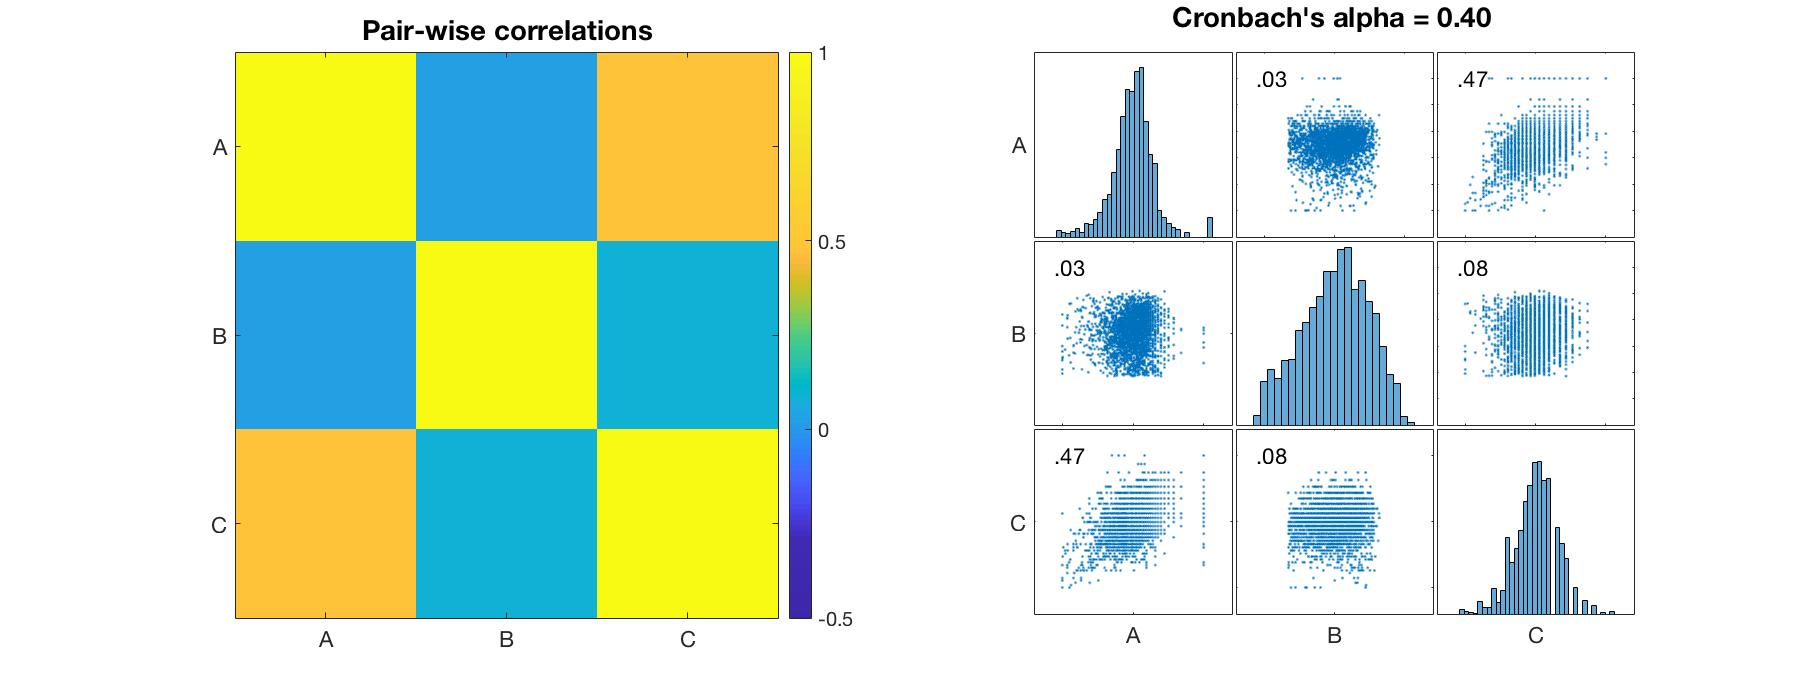 Pair-wise correlations
A
B
C
A
B
C
1
0.5
0
-0.5
Cronbach's alpha = 0.40
A
.03
.47
B
.03
.08
C
.47
.08
A
B
C